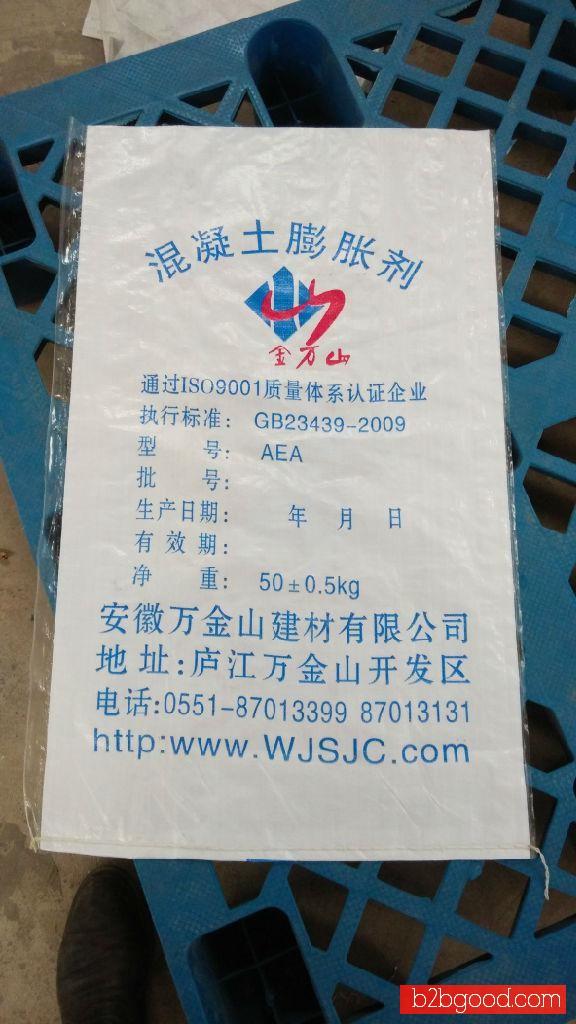 混凝土膨胀剂
金万山
通过ISO9001质量体系认证企业
执行标准: GB23439-2009
型 号: AEA
批 号:
生产日期: 年 月 日
有 效 期:
净 重: 50±0.5kg
安徽万金山建材有限公司
地 址:庐江万金山开发区
电话:0551-87013399 87013131
http:www.WJSJC.com
b2bgood.com